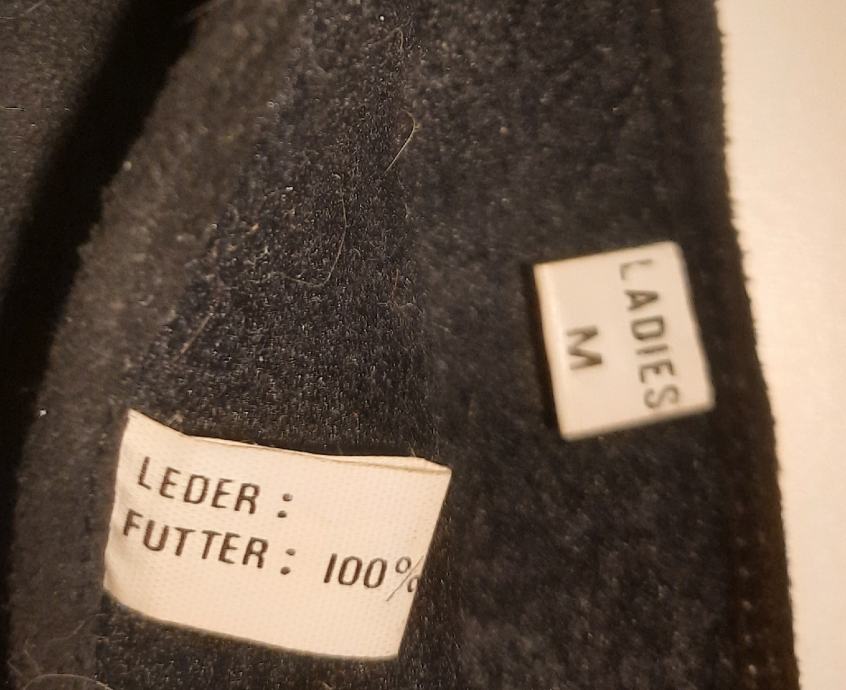 LADIES
M
LEDER :
FUTTER : 100%